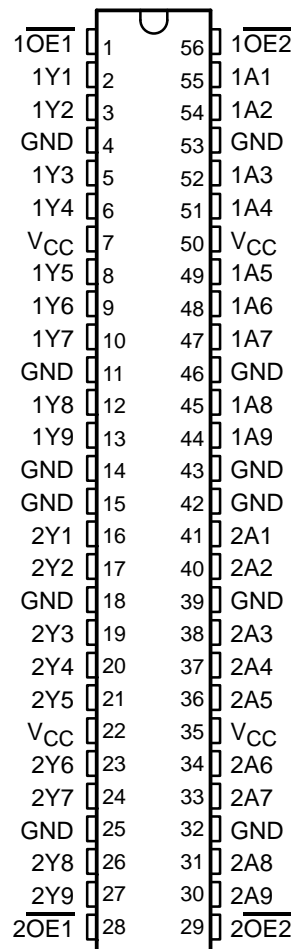 1OE1 1 56 1OE2
1Y1 2 55 1A1
1Y2 3 54 1A2
GND 4 53 GND
1Y3 5 52 1A3
1Y4 6 51 1A4
VCC 7 50 VCC
1Y5 8 49 1A5
1Y6 9 48 1A6
1Y7 10 47 1A7
GND 11 46 GND
1Y8 12 45 1A8
1Y9 13 44 1A9
GND 14 43 GND
GND 15 42 GND
2Y1 16 41 2A1
2Y2 17 40 2A2
GND 18 39 GND
2Y3 19 38 2A3
2Y4 20 37 2A4
2Y5 21 36 2A5
VCC 22 35 VCC
2Y6 23 34 2A6
2Y7 24 33 2A7
GND 25 32 GND
2Y8 26 31 2A8
2Y9 27 30 2A9
2OE1 28 29 2OE2